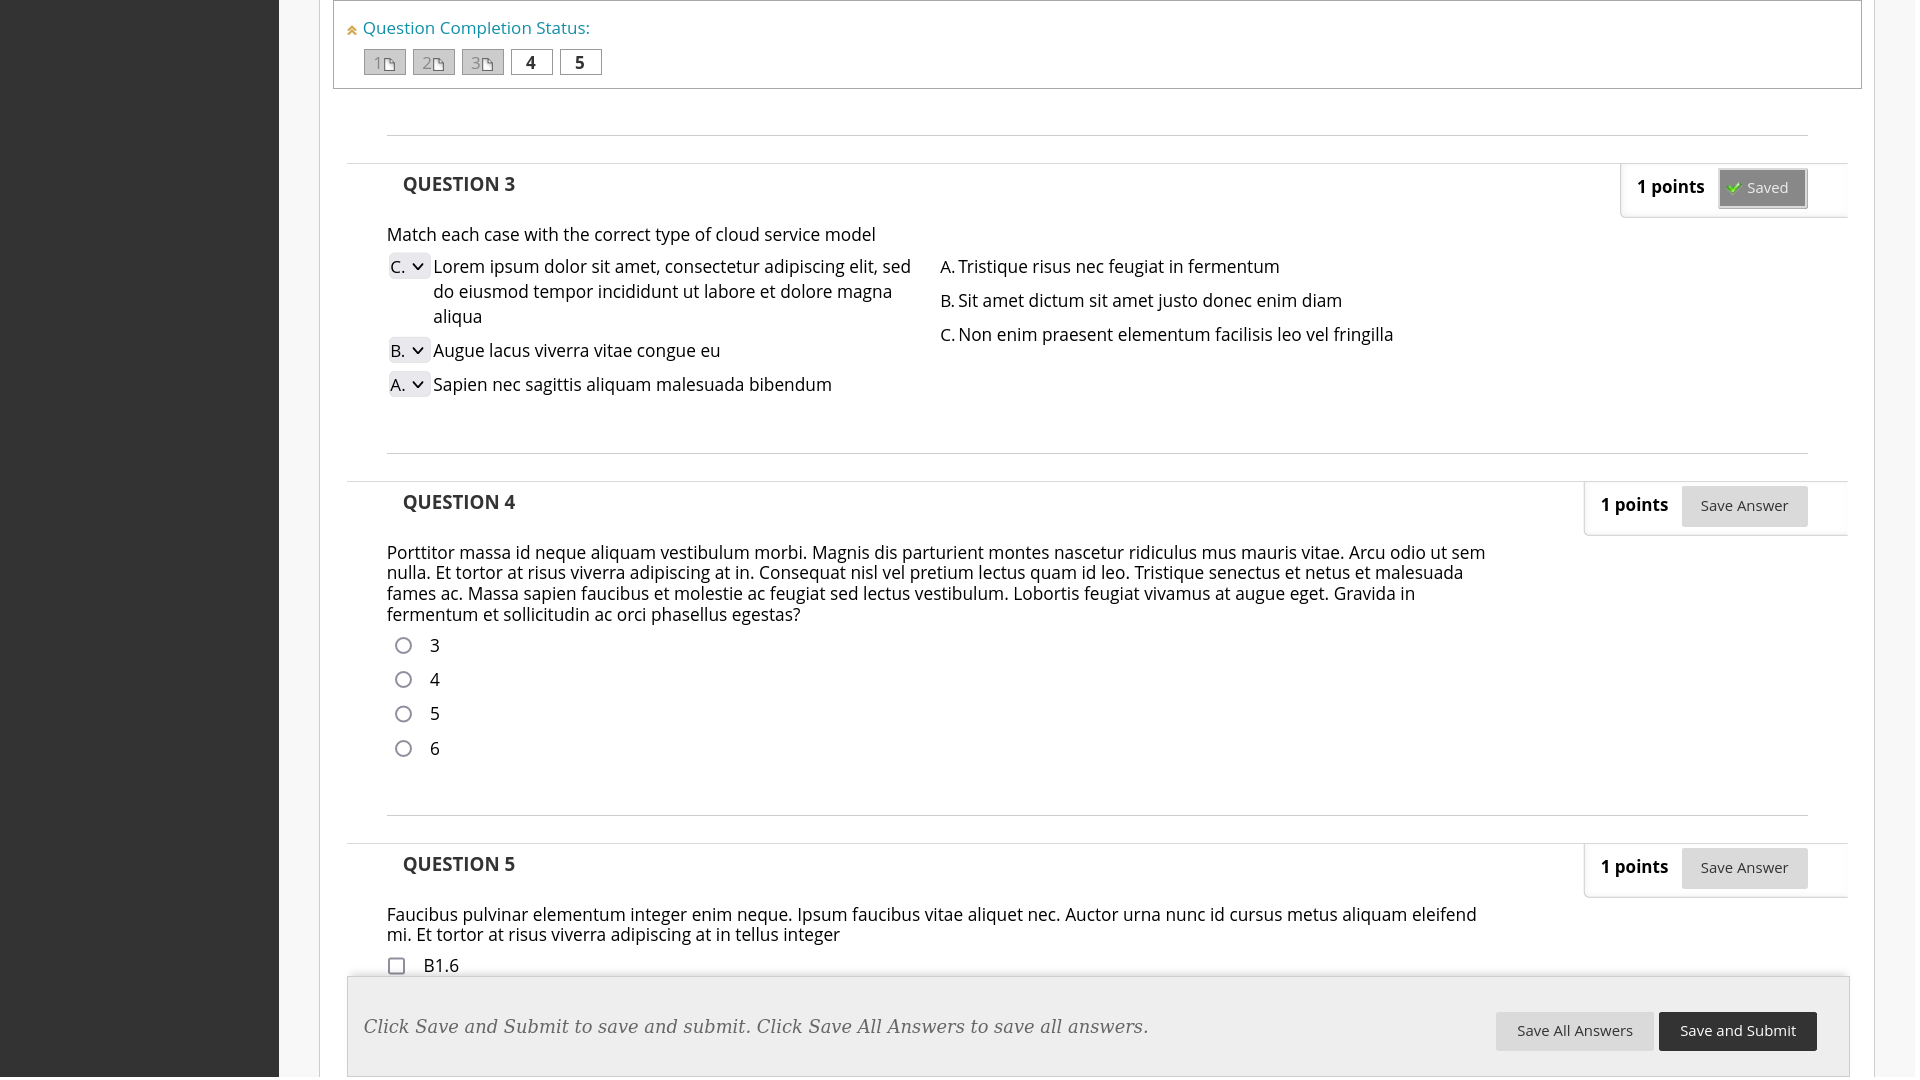 Question Completion Status:
1 2 3 4 5
QUESTION 3
1 points Saved
Match each case with the correct type of cloud service model
C. Lorem ipsum dolor sit amet, consectetur adipiscing elit, sed
do eiusmod tempor incididunt ut labore et dolore magna
aliqua
B. Augue lacus viverra vitae congue eu
A. Sapien nec sagittis aliquam malesuada bibendum
A. Tristique risus nec feugiat in fermentum
B. Sit amet dictum sit amet justo donec enim diam
C. Non enim praesent elementum facilisis leo vel fringilla
QUESTION 4
1 points Save Answer
Porttitor massa id neque aliquam vestibulum morbi. Magnis dis parturient montes nascetur ridiculus mus mauris vitae. Arcu odio ut sem
nulla. Et tortor at risus viverra adipiscing at in. Consequat nisl vel pretium lectus quam id leo. Tristique senectus et netus et malesuada
fames ac. Massa sapien faucibus et molestie ac feugiat sed lectus vestibulum. Lobortis feugiat vivamus at augue eget. Gravida in
fermentum et sollicitudin ac orci phasellus egestas?
3
4
5
6
QUESTION 5
1 points Save Answer
Faucibus pulvinar elementum integer enim neque. Ipsum faucibus vitae aliquet nec. Auctor urna nunc id cursus metus aliquam eleifend
mi. Et tortor at risus viverra adipiscing at in tellus integer
B1.6
Click Save and Submit to save and submit. Click Save All Answers to save all answers.
Save All Answers Save and Submit